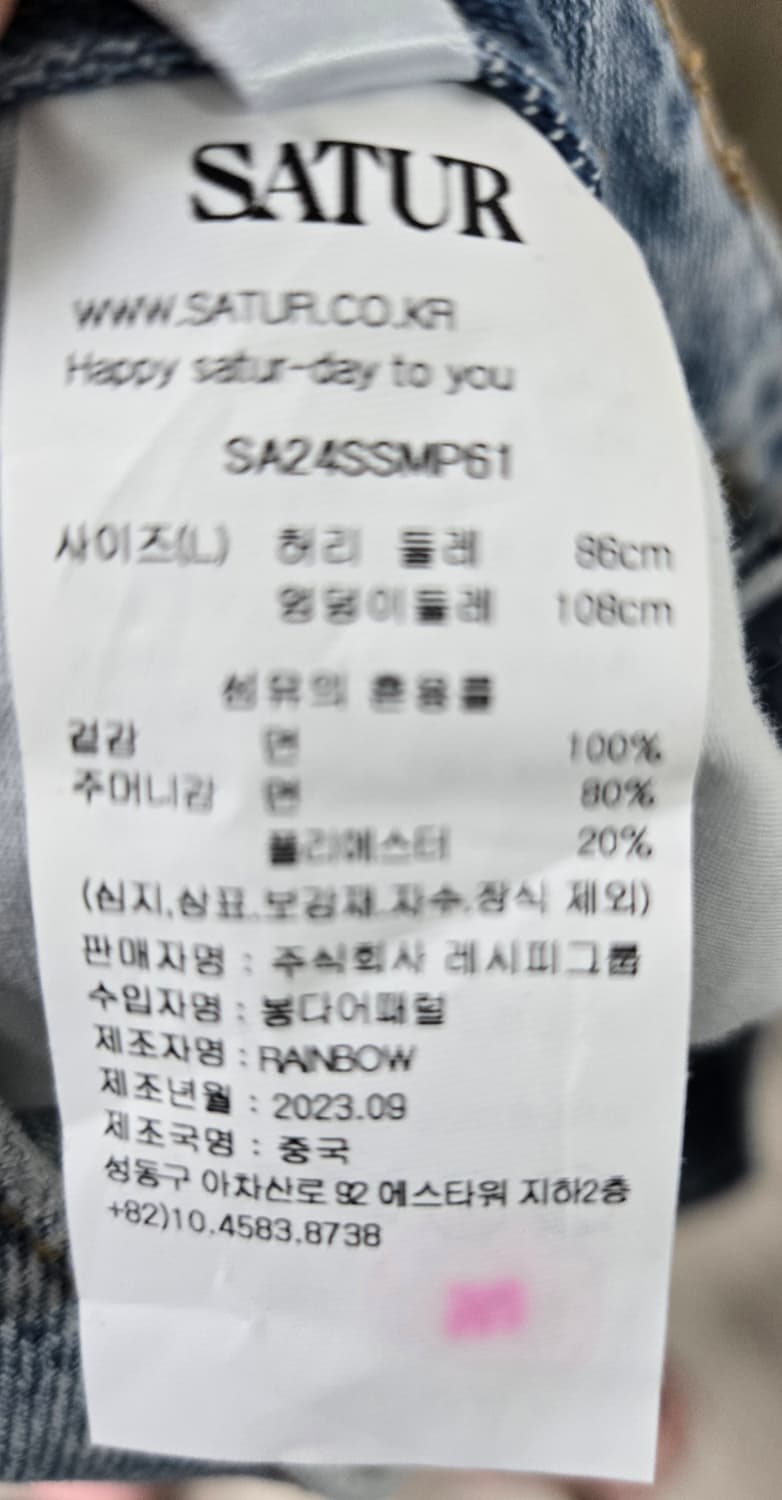 SATUR
WWW.SATUR.CO.KR
Happy satur-day to you
SA24SSMP61
사이즈(L) 허리 둘레 86cm
엉덩이둘레 108cm
섬유의 혼용률
겉감 면 100%
주머니감 면 80%
폴리에스터 20%
(심지,상표,보강재,자수,장식 제외)
판매자명 : 주식회사 레시피그룹
수입자명 : 봉다어패럴
제조자명 : RAINBOW
제조년월 : 2023.09
제조국명 : 중국
성동구 아차산로 92 에스타워 지하2층
+82)10.4583.8738